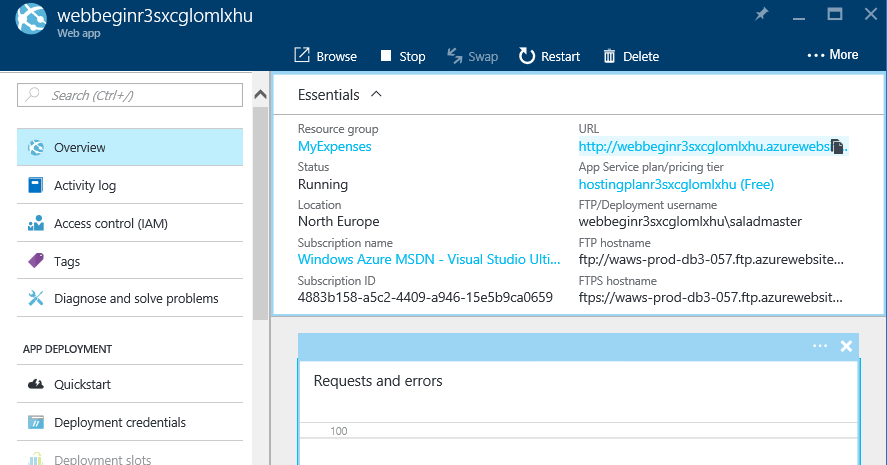 webbeginr3sxcglomlxhu
Web app
Browse Stop Swap Restart Delete ••• More
Search (Ctrl+/)
Overview
Activity log
Access control (IAM)
Tags
Diagnose and solve problems
APP DEPLOYMENT
Quickstart
Deployment credentials
Deployment slots
Essentials
Resource group
MyExpenses
Status
Running
Location
North Europe
Subscription name
Windows Azure MSDN - Visual Studio Ulti...
Subscription ID
4883b158-a5c2-4409-a946-15e5b9ca0659
URL
http://webbeginr3sxcglomlxhu.azurewebsi...
App Service plan/pricing tier
hostingplanr3sxcglomlxhu (Free)
FTP/Deployment username
webbeginr3sxcglomlxhu\saladmaster
FTP hostname
ftp://waws-prod-db3-057.ftp.azurewebsite...
FTPS hostname
ftps://waws-prod-db3-057.ftp.azurewebsit...
Requests and errors
100